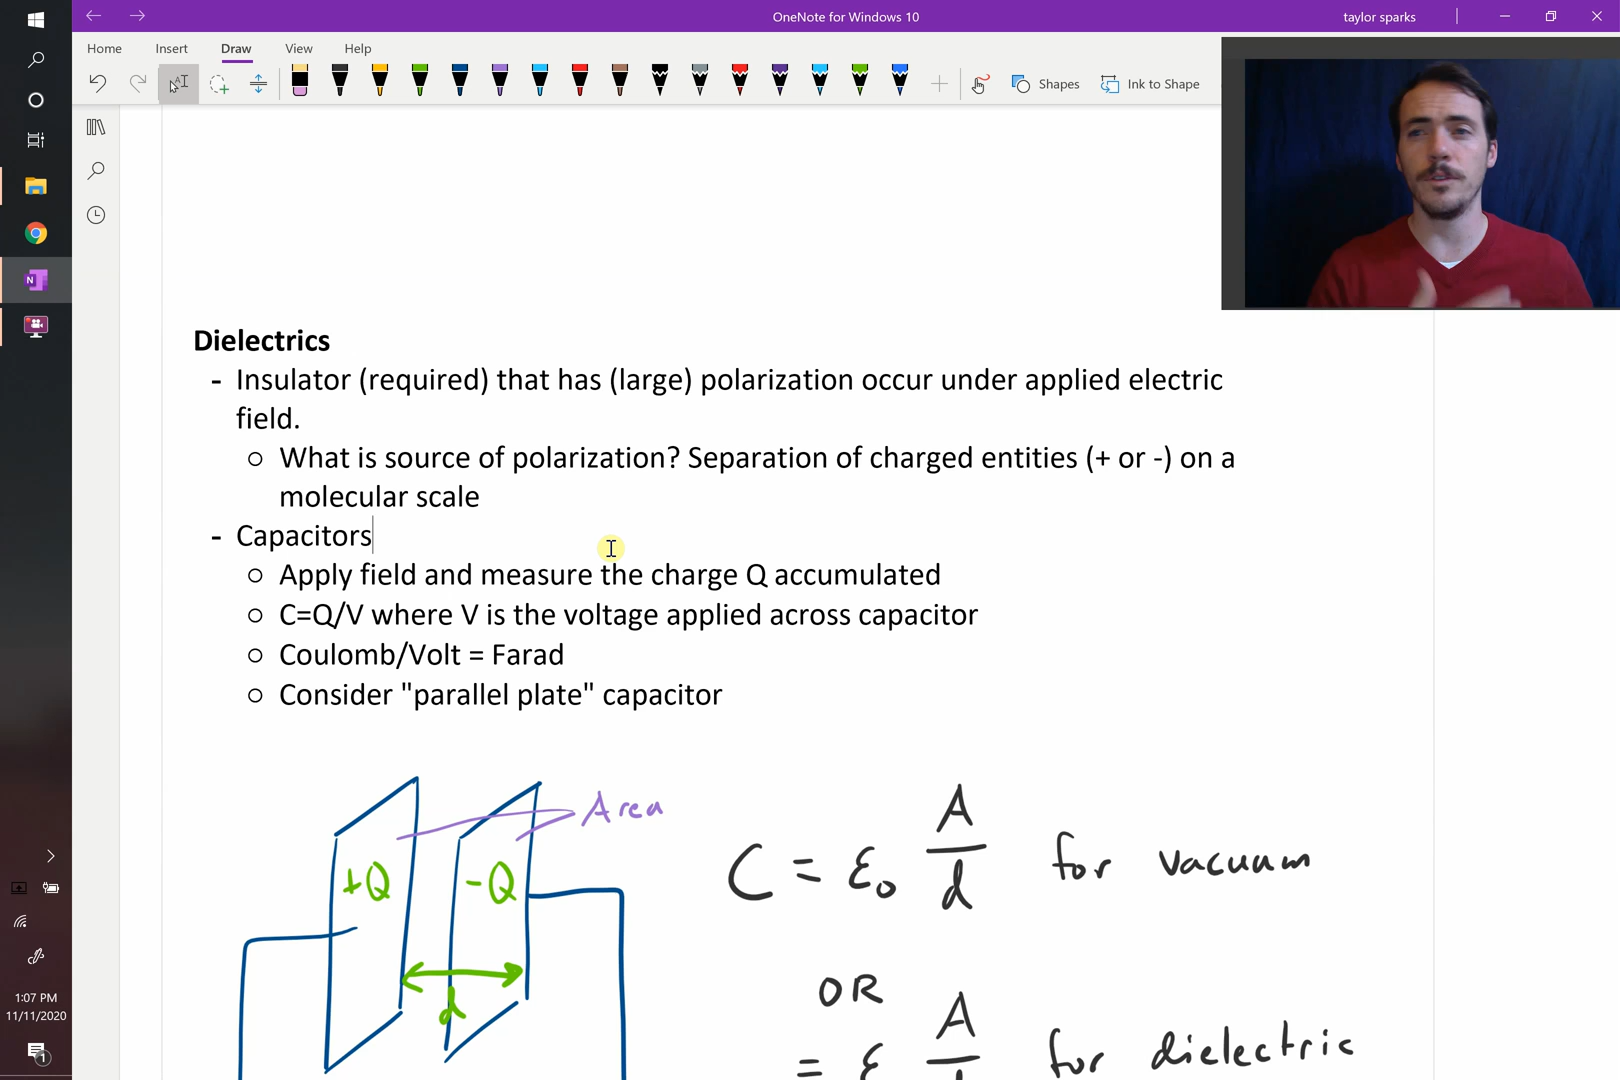 OneNote for Windows 10
taylor sparks
Home Insert Draw View Help
Shapes
Ink to Shape
Dielectrics
- Insulator (required) that has (large) polarization occur under applied electric
field.
○ What is source of polarization? Separation of charged entities (+ or -) on a
molecular scale
- Capacitors
○ Apply field and measure the charge Q accumulated
○ C=Q/V where V is the voltage applied across capacitor
○ Coulomb/Volt = Farad
○ Consider "parallel plate" capacitor
Area
+Q -Q
d
C = ε₀ A/d for vacuum
OR
= ε A/d for dielectric
1:07 PM
11/11/2020
1